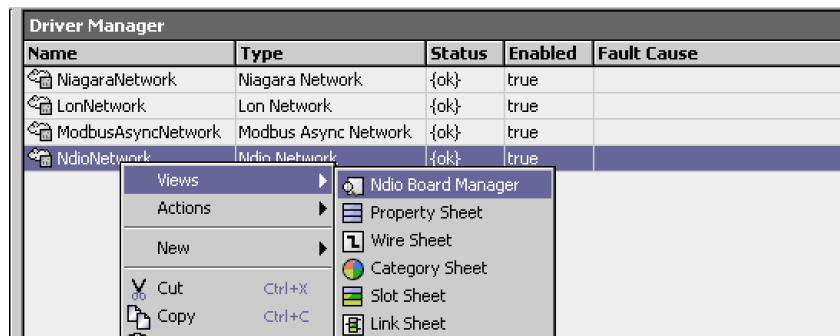 Driver Manager
Name Type Status Enabled Fault Cause
NiagaraNetwork Niagara Network {ok} true
LonNetwork Lon Network {ok} true
ModbusAsyncNetwork Modbus Async Network {ok} true
NdioNetwork Ndio Network {ok} true
Views
Actions
New
Cut Ctrl+X
Copy Ctrl+C
Ndio Board Manager
Property Sheet
Wire Sheet
Category Sheet
Slot Sheet
Link Sheet